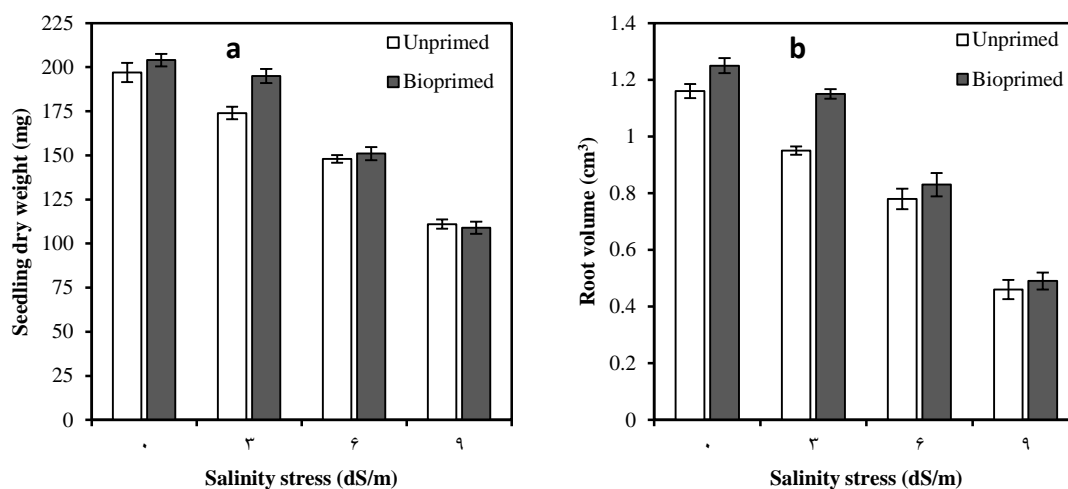 a
Unprimed
Bioprimed
Seedling dry weight (mg)
225
200
175
150
125
100
75
50
25
0
۰ ۳ ۶ ۹
Salinity stress (dS/m)
b
Unprimed
Bioprimed
Root volume (cm³)
1.4
1.2
1
0.8
0.6
0.4
0.2
0
۰ ۳ ۶ ۹
Salinity stress (dS/m)